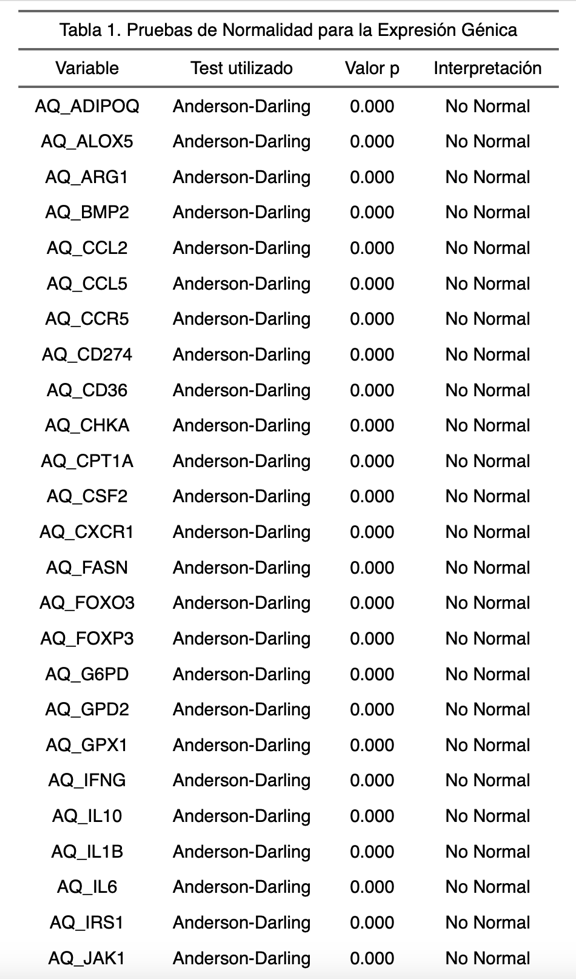 Tabla 1. Pruebas de Normalidad para la Expresión Génica
Variable Test utilizado Valor p Interpretación
AQ_ADIPOQ Anderson-Darling 0.000 No Normal
AQ_ALOX5 Anderson-Darling 0.000 No Normal
AQ_ARG1 Anderson-Darling 0.000 No Normal
AQ_BMP2 Anderson-Darling 0.000 No Normal
AQ_CCL2 Anderson-Darling 0.000 No Normal
AQ_CCL5 Anderson-Darling 0.000 No Normal
AQ_CCR5 Anderson-Darling 0.000 No Normal
AQ_CD274 Anderson-Darling 0.000 No Normal
AQ_CD36 Anderson-Darling 0.000 No Normal
AQ_CHKA Anderson-Darling 0.000 No Normal
AQ_CPT1A Anderson-Darling 0.000 No Normal
AQ_CSF2 Anderson-Darling 0.000 No Normal
AQ_CXCR1 Anderson-Darling 0.000 No Normal
AQ_FASN Anderson-Darling 0.000 No Normal
AQ_FOXO3 Anderson-Darling 0.000 No Normal
AQ_FOXP3 Anderson-Darling 0.000 No Normal
AQ_G6PD Anderson-Darling 0.000 No Normal
AQ_GPD2 Anderson-Darling 0.000 No Normal
AQ_GPX1 Anderson-Darling 0.000 No Normal
AQ_IFNG Anderson-Darling 0.000 No Normal
AQ_IL10 Anderson-Darling 0.000 No Normal
AQ_IL1B Anderson-Darling 0.000 No Normal
AQ_IL6 Anderson-Darling 0.000 No Normal
AQ_IRS1 Anderson-Darling 0.000 No Normal
AQ_JAK1 Anderson-Darling 0.000 No Normal